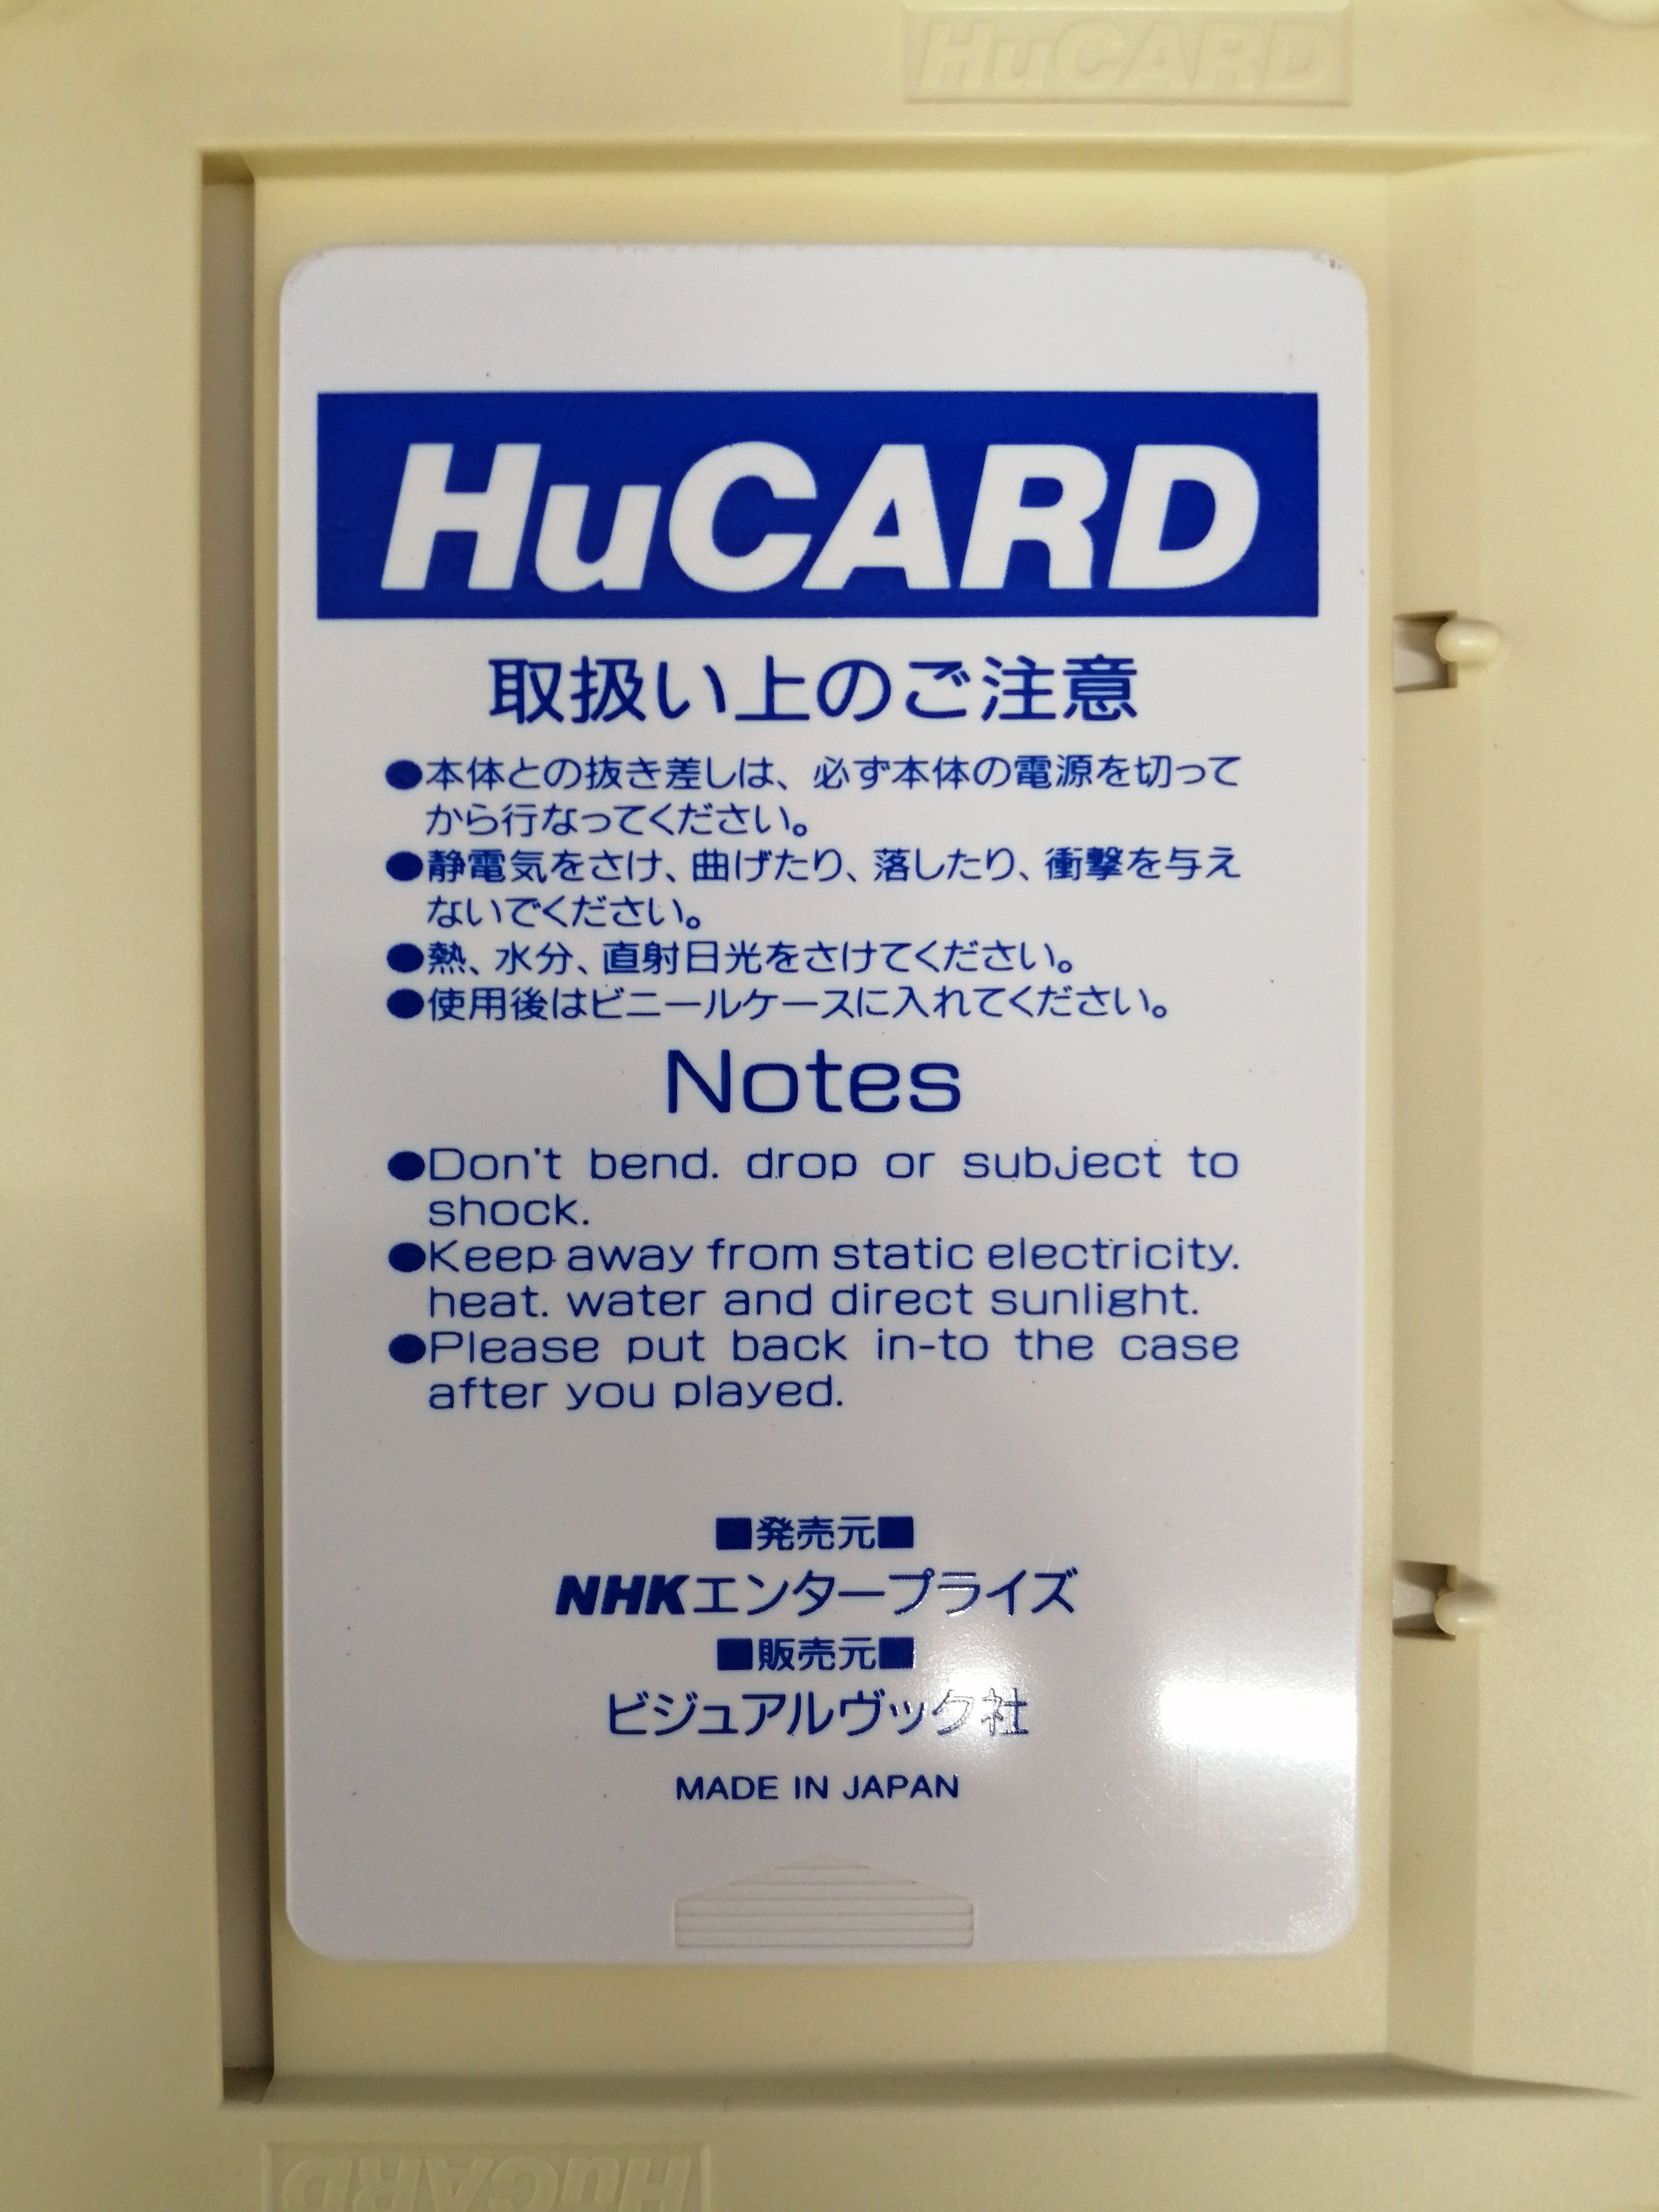 HuCARD
HuCARD
取扱い上のご注意
●本体との抜き差しは、必ず本体の電源を切って
から行なってください。
●静電気をさけ、曲げたり、落したり、衝撃を与え
ないでください。
●熱、水分、直射日光をさけてください。
●使用後はビニールケースに入れてください。
Notes
●Don't bend. drop or subject to
shock.
●Keep away from static electricity.
heat. water and direct sunlight.
●Please put back in-to the case
after you played.
■発売元■
NHKエンタープライズ
■販売元■
ビジュアルヴック社
MADE IN JAPAN
HuCARD